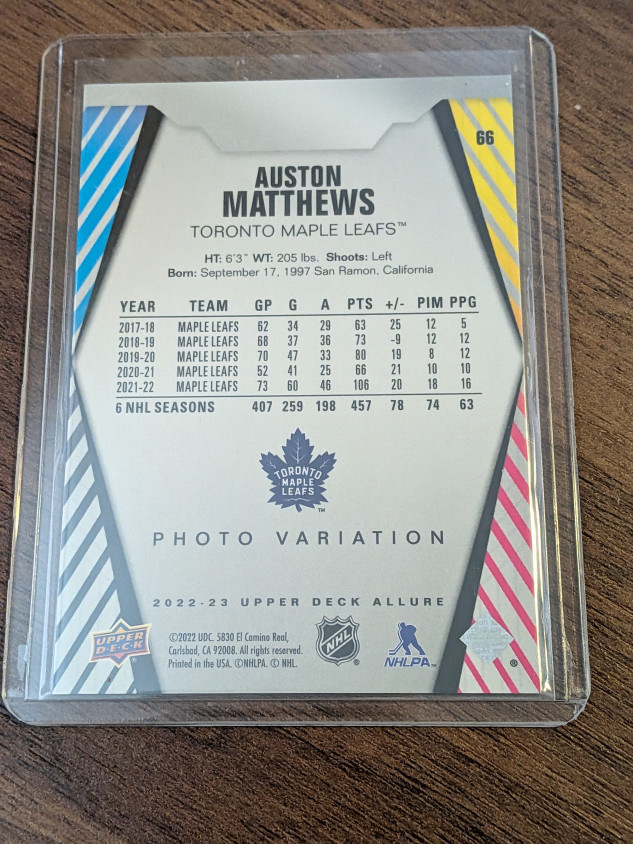 66
AUSTON
MATTHEWS
TORONTO MAPLE LEAFS™
HT: 6'3" WT: 205 lbs. Shoots: Left
Born: September 17, 1997 San Ramon, California
YEAR TEAM GP G A PTS +/- PIM PPG
2017-18 MAPLE LEAFS 62 34 29 63 25 12 5
2018-19 MAPLE LEAFS 68 37 36 73 -9 12 12
2019-20 MAPLE LEAFS 70 47 33 80 19 8 12
2020-21 MAPLE LEAFS 52 41 25 66 21 10 10
2021-22 MAPLE LEAFS 73 60 46 106 20 18 16
6 NHL SEASONS 407 259 198 457 78 74 63
TORONTO
MAPLE
LEAFS
™
PHOTO VARIATION
2022-23 UPPER DECK ALLURE
UPPER
D·E·C·K
©2022 UDC. 5830 El Camino Real,
Carlsbad, CA 92008. All rights reserved.
Printed in the USA. ©NHLPA. © NHL.
NHL ®
NHLPA™
®